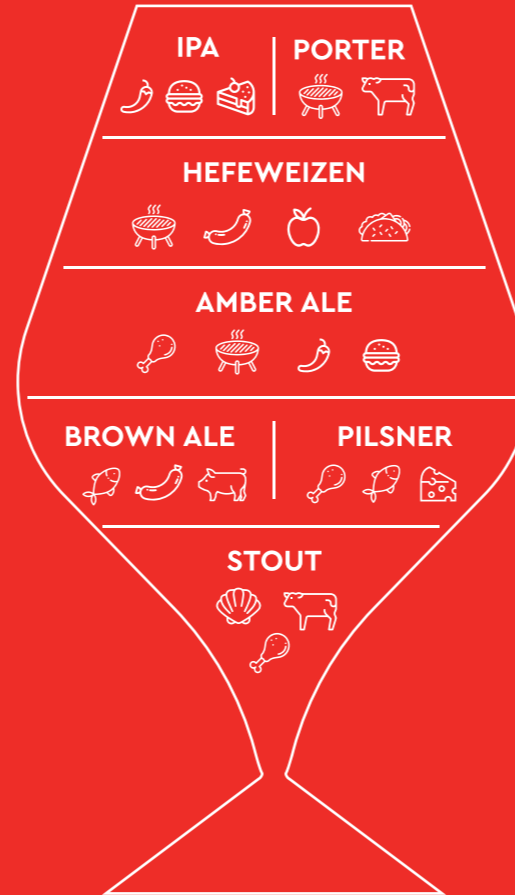 IPA
PORTER
HEFEWEIZEN
AMBER ALE
BROWN ALE
PILSNER
STOUT